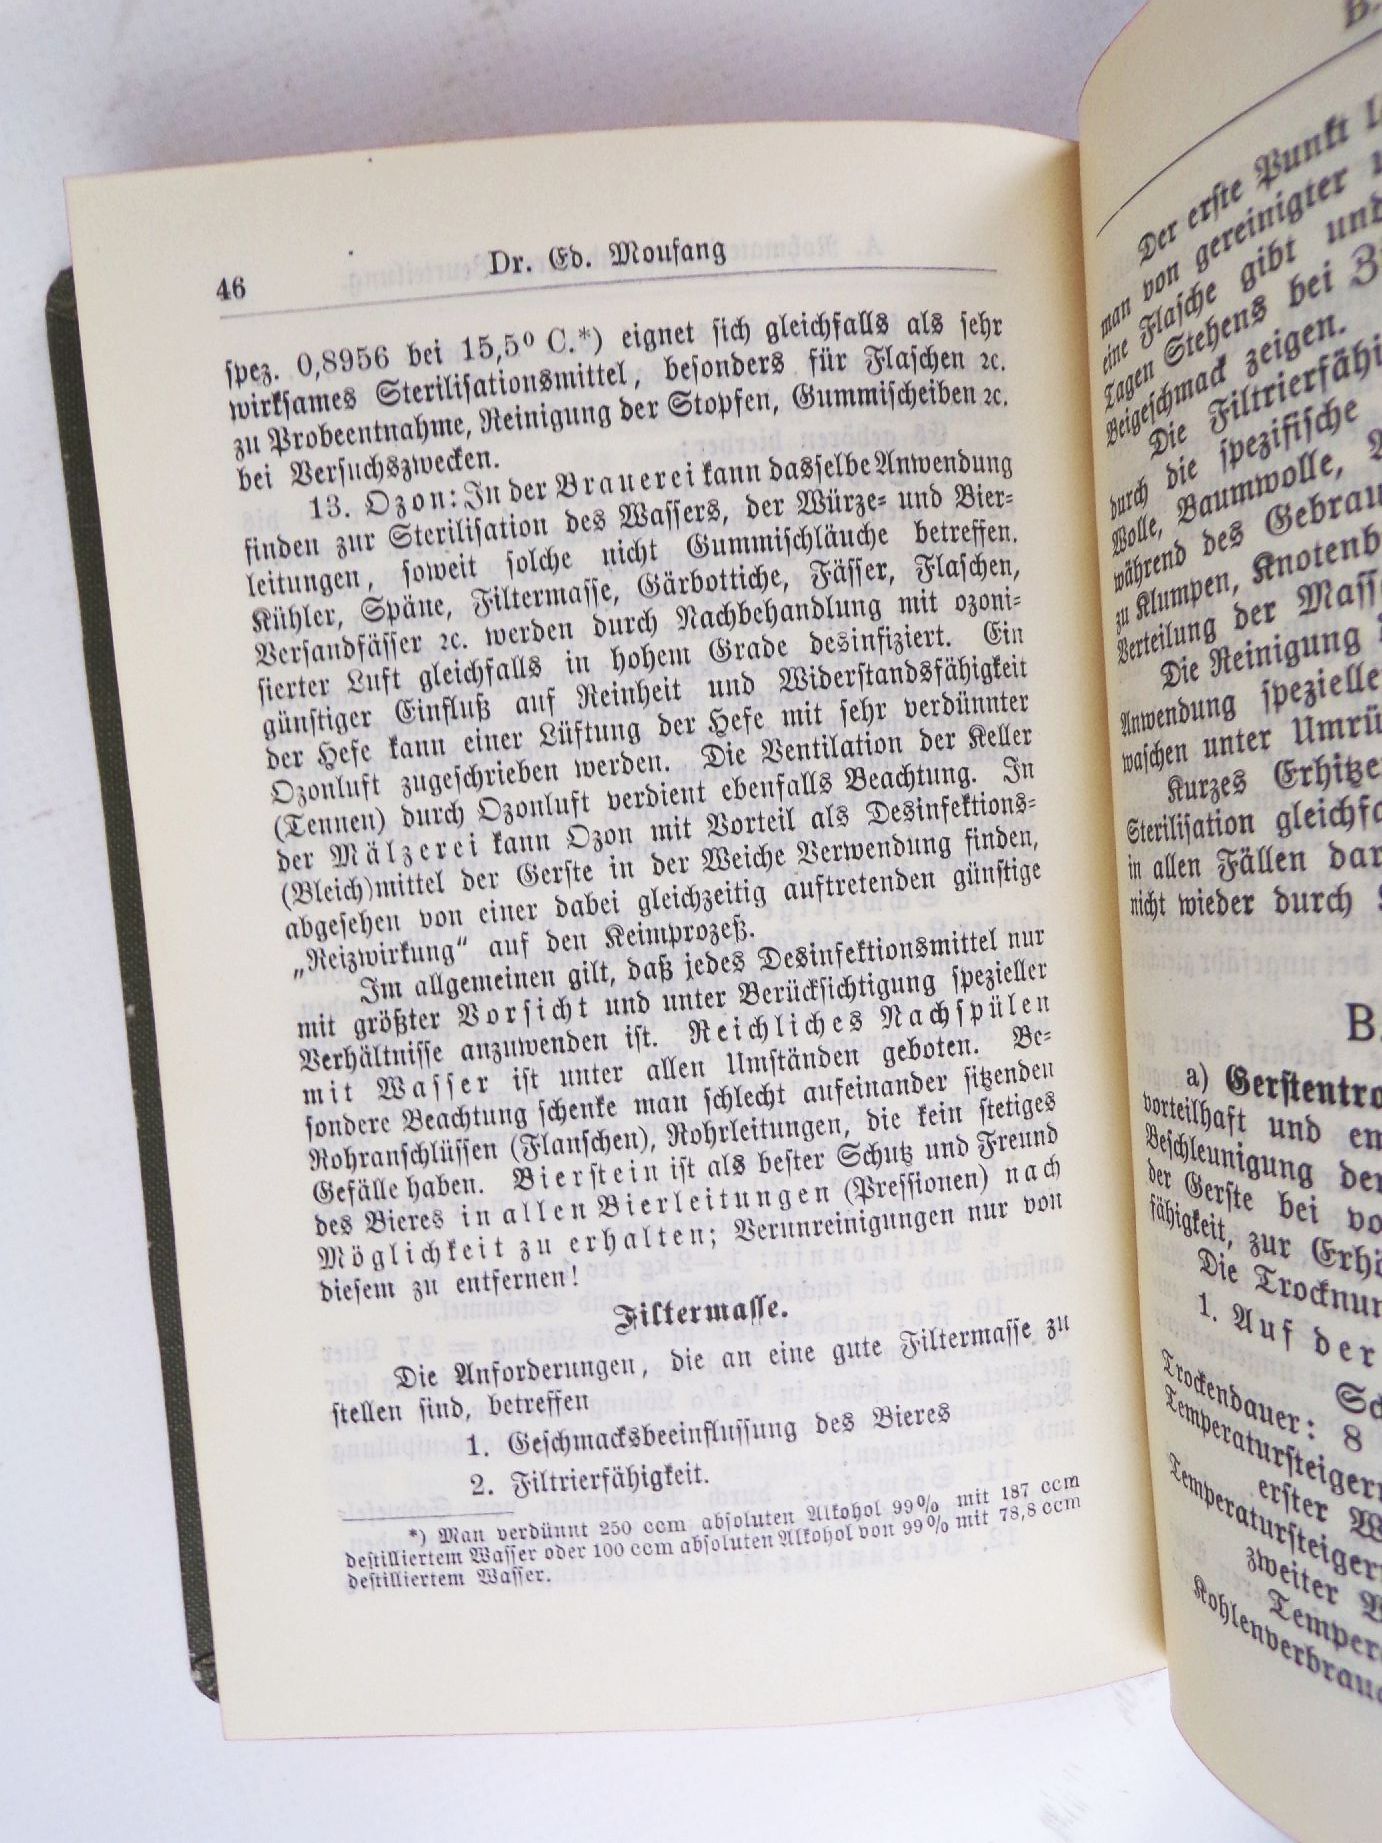 46
Dr. Ed. Moufang
spez. 0,8956 bei 15,5⁰ C.*) eignet sich gleichfalls als sehr
wirksames Sterilisationsmittel, besonders für Flaschen ꝛc.
zu Probeentnahme, Reinigung der Stopfen, Gummischeiben ꝛc.
bei Versuchszwecken.
13. Ozon: In der Brauerei kann dasselbe Anwendung
finden zur Sterilisation des Wassers, der Würze- und Bier-
leitungen, soweit solche nicht Gummischläuche betreffen.
Kühler, Späne, Filtermasse, Gärbottiche, Fässer, Flaschen,
Versandfässer ꝛc. werden durch Nachbehandlung mit ozoni-
sierter Luft gleichfalls in hohem Grade desinfiziert. Ein
günstiger Einfluß auf Reinheit und Widerstandsfähigkeit
der Hefe kann einer Lüftung der Hefe mit sehr verdünnter
Ozonluft zugeschrieben werden. Die Ventilation der Keller
(Tennen) durch Ozonluft verdient ebenfalls Beachtung. In
der Mälzerei kann Ozon mit Vorteil als Desinfektions-
(Bleich)mittel der Gerste in der Weiche Verwendung finden,
abgesehen von einer dabei gleichzeitig auftretenden günstige
„Reizwirkung“ auf den Keimprozeß.
Im allgemeinen gilt, daß jedes Desinfektionsmittel nur
mit größter Vorsicht und unter Berücksichtigung spezieller
Verhältnisse anzuwenden ist. Reichliches Nachspülen
mit Wasser ist unter allen Umständen geboten. Be-
sondere Beachtung schenke man schlecht aufeinander sitzenden
Rohranschlüssen (Flanschen), Rohrleitungen, die kein stetiges
Gefälle haben. Bierstein ist als bester Schutz und Freund
des Bieres in allen Bierleitungen (Pressionen) nach
Möglichkeit zu erhalten; Verunreinigungen nur von
diesem zu entfernen!
Filtermasse.
Die Anforderungen, die an eine gute Filtermasse zu
stellen sind, betreffen
1. Geschmacksbeeinflussung des Bieres
2. Filtrierfähigkeit.
*) Man verdünnt 250 ccm absoluten Alkohol 99% mit 187 ccm
destilliertem Wasser oder 100 ccm absoluten Alkohol von 99% mit 78,8 ccm
destilliertem Wasser.
Der erste Punkt
man von gereinigter
eine Flasche gibt und
Tagen Stehens bei
Beigeschmack zeigen.
Die Filtrierfähi
durch die spezifische
Wolle, Baumwolle,
während des Gebrau
zu Klumpen, Knotenb
Verteilung der Mass
Die Reinigung
Anwendung spezielle
waschen unter Umrü
Kurzes Erhitze
Sterilisation gleichfa
in allen Fällen dar
nicht wieder durch
B.
a) Gerstentro
vorteilhaft und em
Beschleunigung der
der Gerste bei vo
fähigkeit, zur Erhi
Die Trocknun
1. Auf der
Sch
Trockendauer: 8
Temperatursteiger
erster W
Temperatursteiger
zweiter
Temper
Kohlenverbrauc